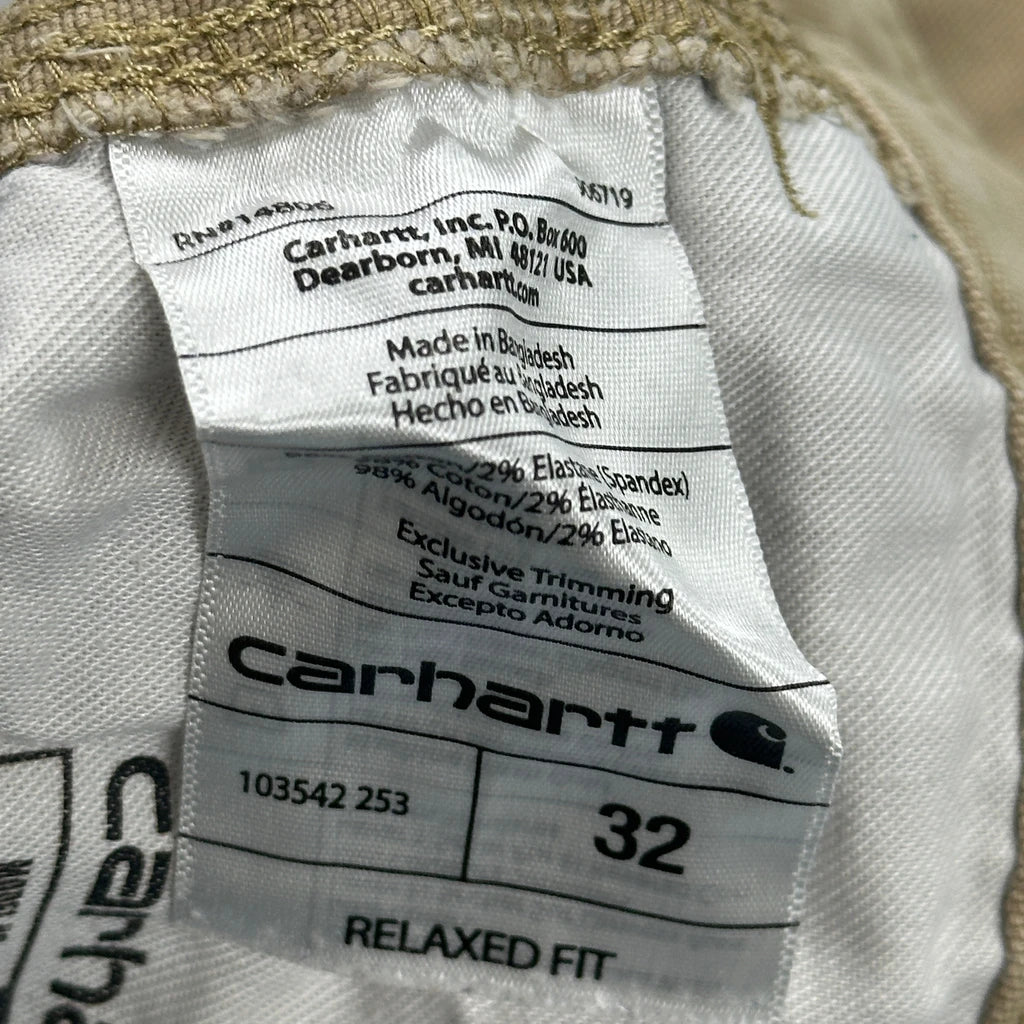 RN#14806
06719
Carhartt, Inc. P.O. Box 600
Dearborn, MI 48121 USA
carhartt.com
Made in Bangladesh
Fabriqué au Bangladesh
Hecho en Bangladesh
/2% Elastane (Spandex)
98% Coton/2% Élasthanne
98% Algodón/2% Elastano
Exclusive Trimming
Sauf Garnitures
Excepto Adorno
carhartt
103542 253
32
RELAXED FIT
carha